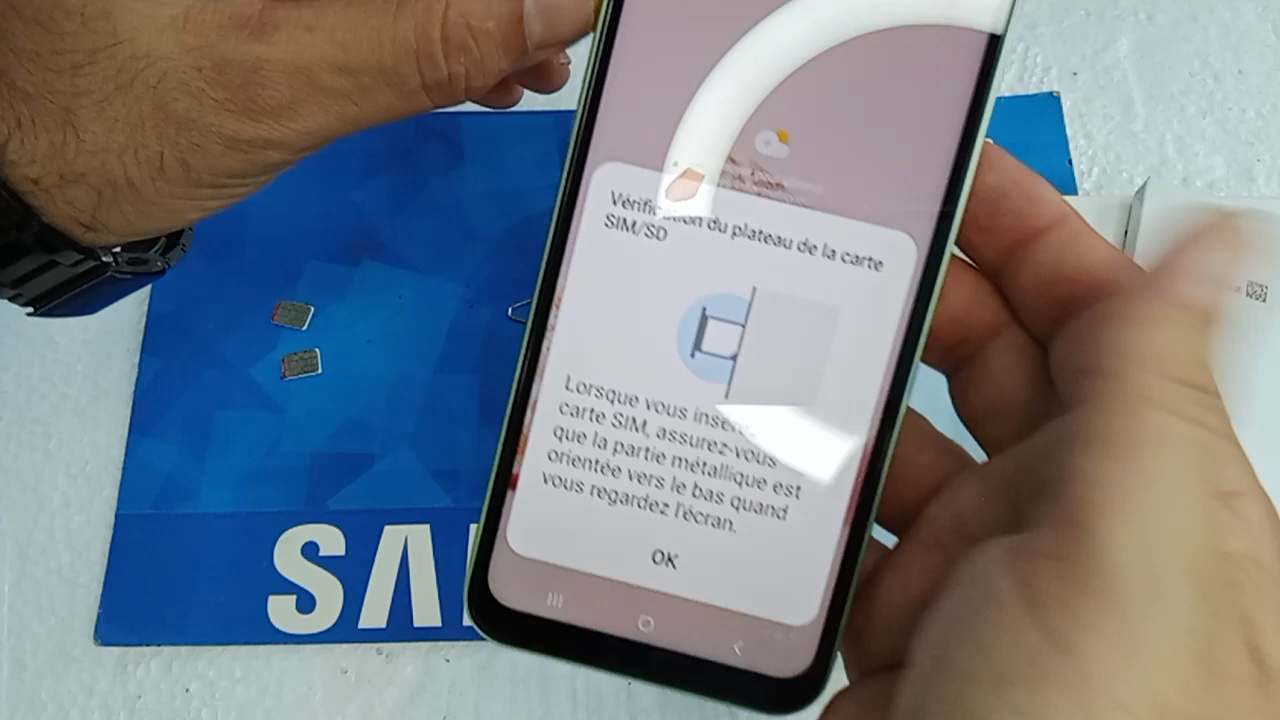 Vérification du plateau de la carte
SIM/SD
Lorsque vous insérez
carte SIM, assurez-vous
que la partie métallique est
orientée vers le bas quand
vous regardez l'écran.
OK
SA